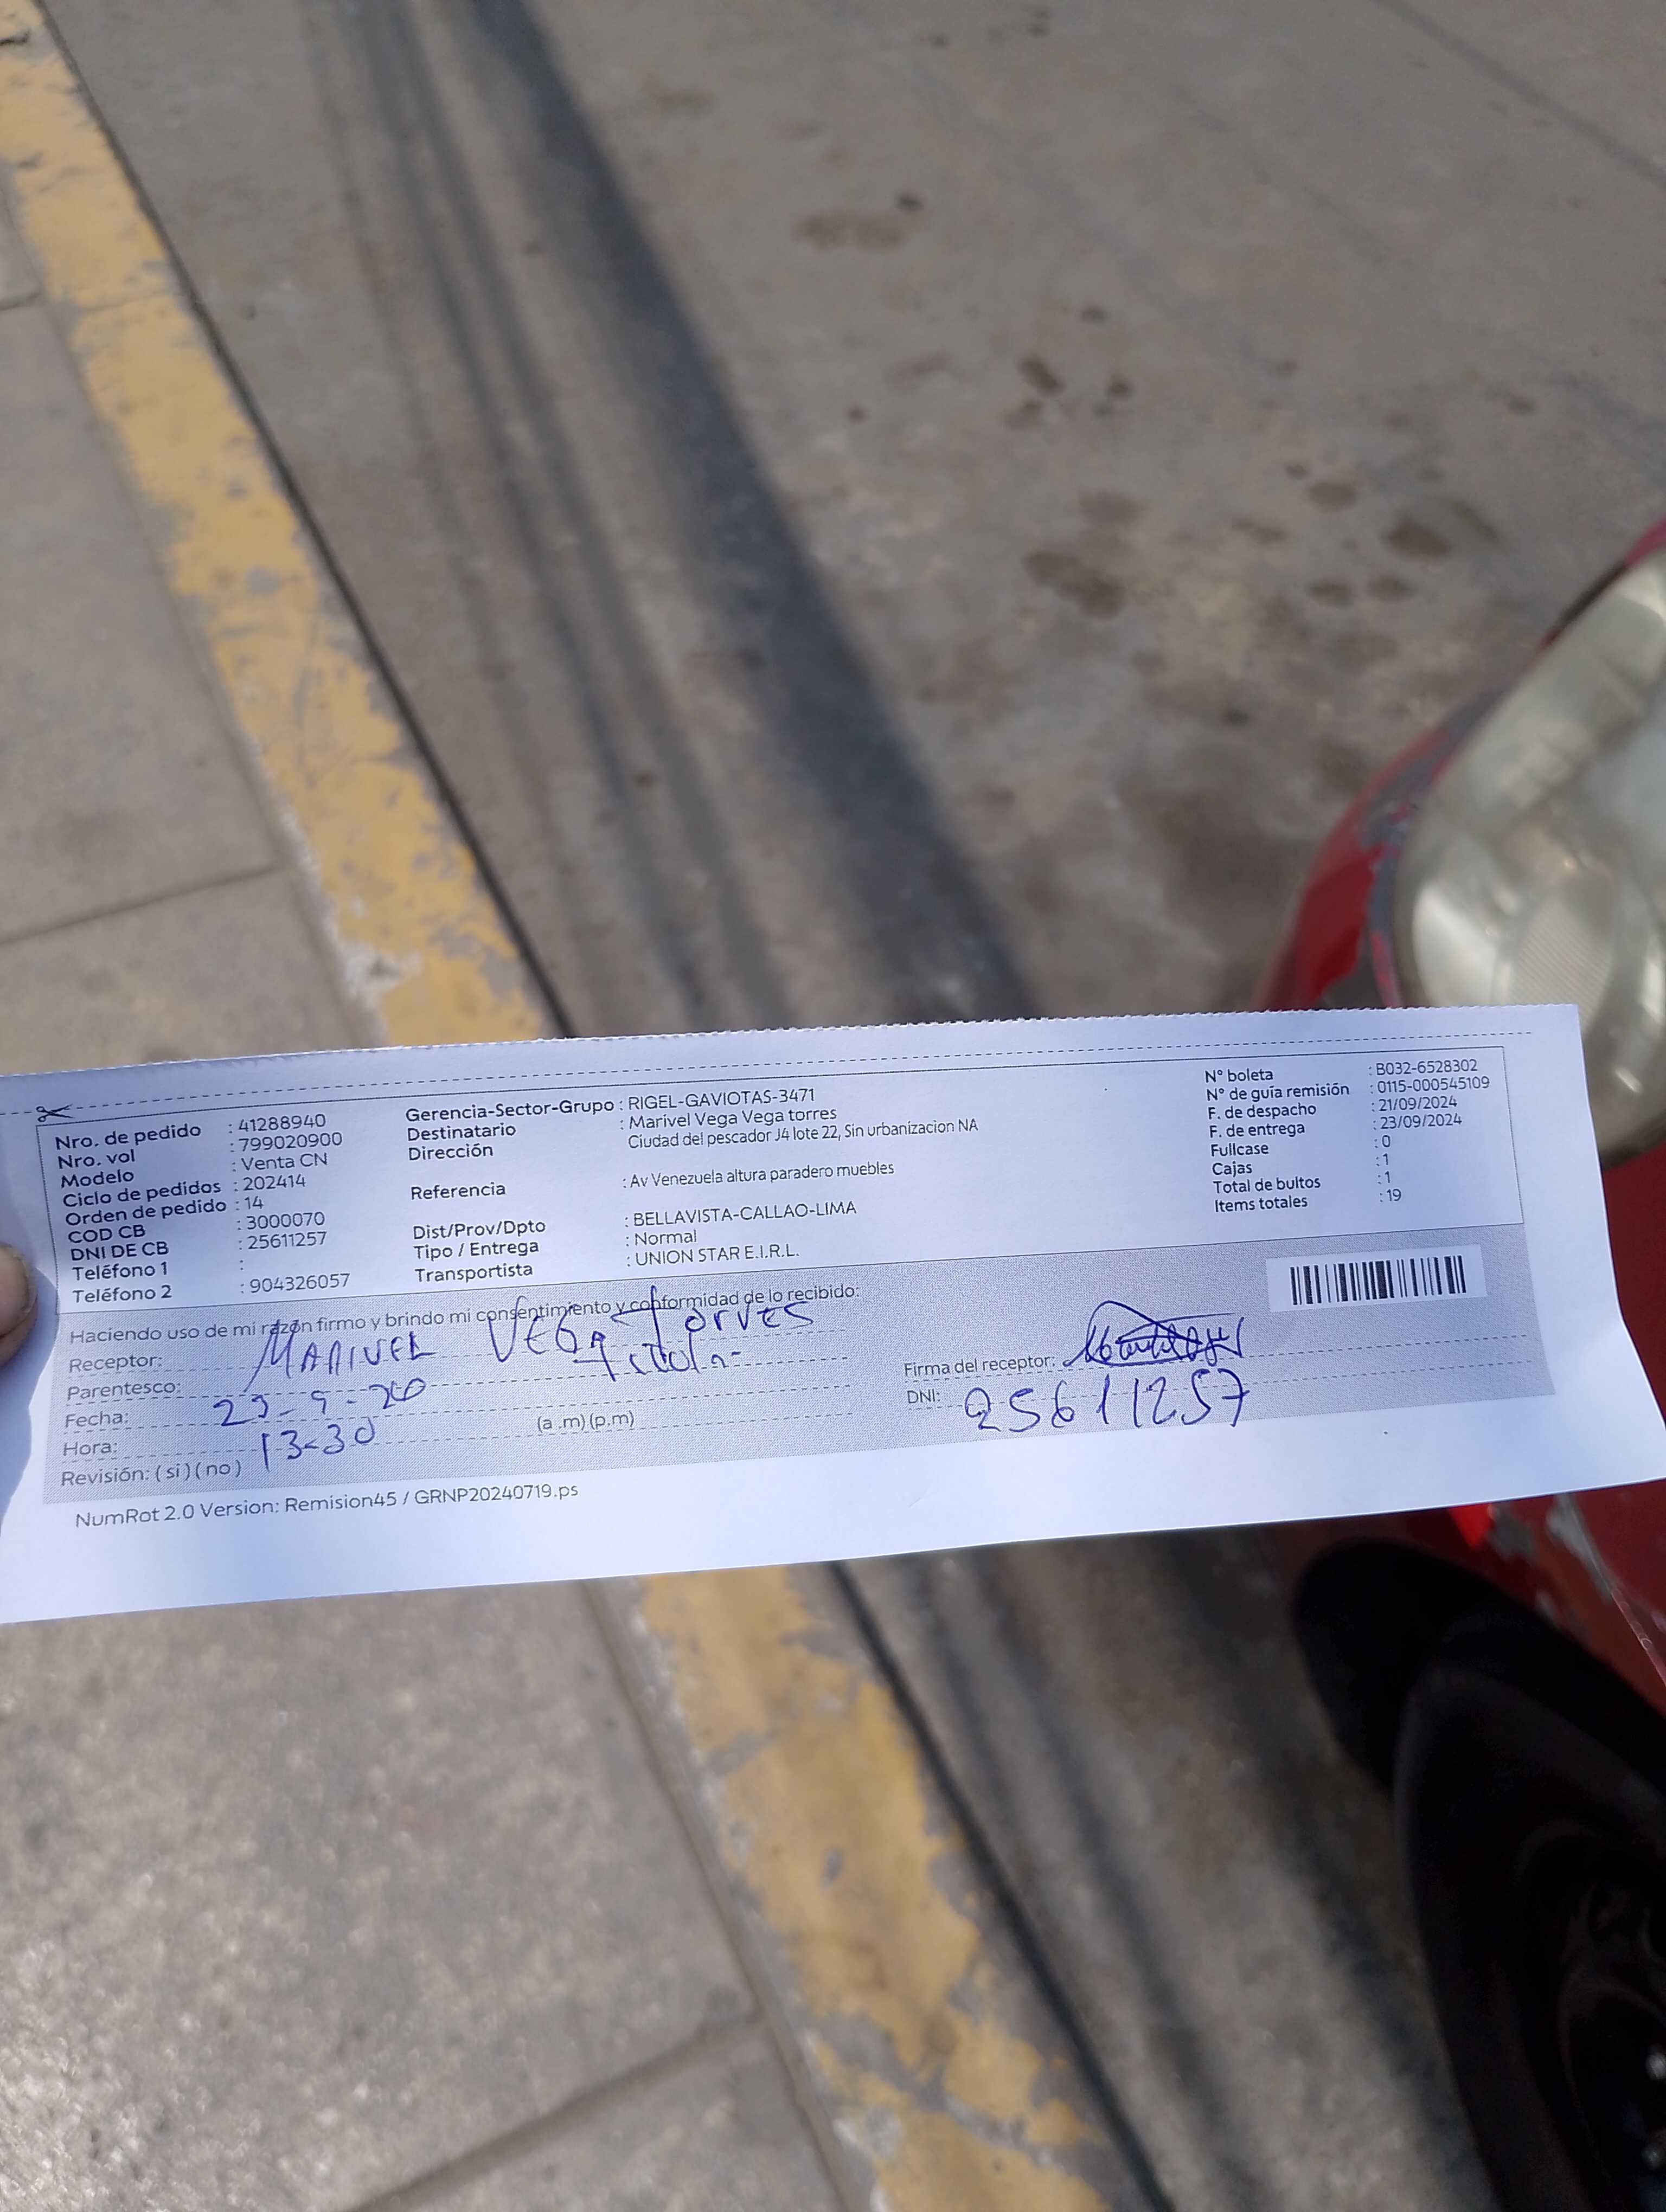 Nro. de pedido : 41288940
Nro. vol : 799020900
Modelo : Venta CN
Ciclo de pedidos : 202414
Orden de pedido : 14
COD CB : 3000070
DNI DE CB : 25611257
Teléfono 1 :
Teléfono 2 : 904326057
Gerencia-Sector-Grupo : RIGEL-GAVIOTAS-3471
Destinatario : Marivel Vega Vega torres
Dirección Ciudad del pescador J4 lote 22, Sin urbanizacion NA
Referencia : Av Venezuela altura paradero muebles
Dist/Prov/Dpto : BELLAVISTA-CALLAO-LIMA
Tipo / Entrega : Normal
Transportista : UNION STAR E.I.R.L.
N° boleta : B032-6528302
N° de guía remisión : 0115-000545109
F. de despacho : 21/09/2024
F. de entrega : 23/09/2024
Fullcase : 0
Cajas : 1
Total de bultos : 1
Items totales : 19
Haciendo uso de mi razón firmo y brindo mi consentimiento y conformidad de lo recibido:
Receptor: MARIVEL VEGA Torres
Parentesco: titular
Fecha: 23-9-
Hora: 13:30 (a .m) (p.m)
Revisión: ( si ) ( no )
Firma del receptor:
DNI: 25611257
NumRot 2.0 Version: Remision45 / GRNP20240719.ps